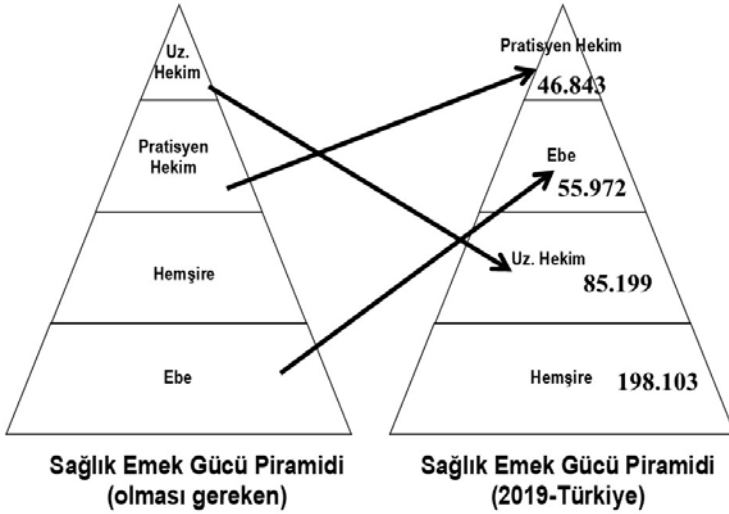 Uz.
Hekim
Pratisyen
Hekim
Hemşire
Ebe
Sağlık Emek Gücü Piramidi
(olması gereken)
Pratisyen Hekim
46.843
Ebe
55.972
Uz. Hekim
85.199
Hemşire 198.103
Sağlık Emek Gücü Piramidi
(2019-Türkiye)